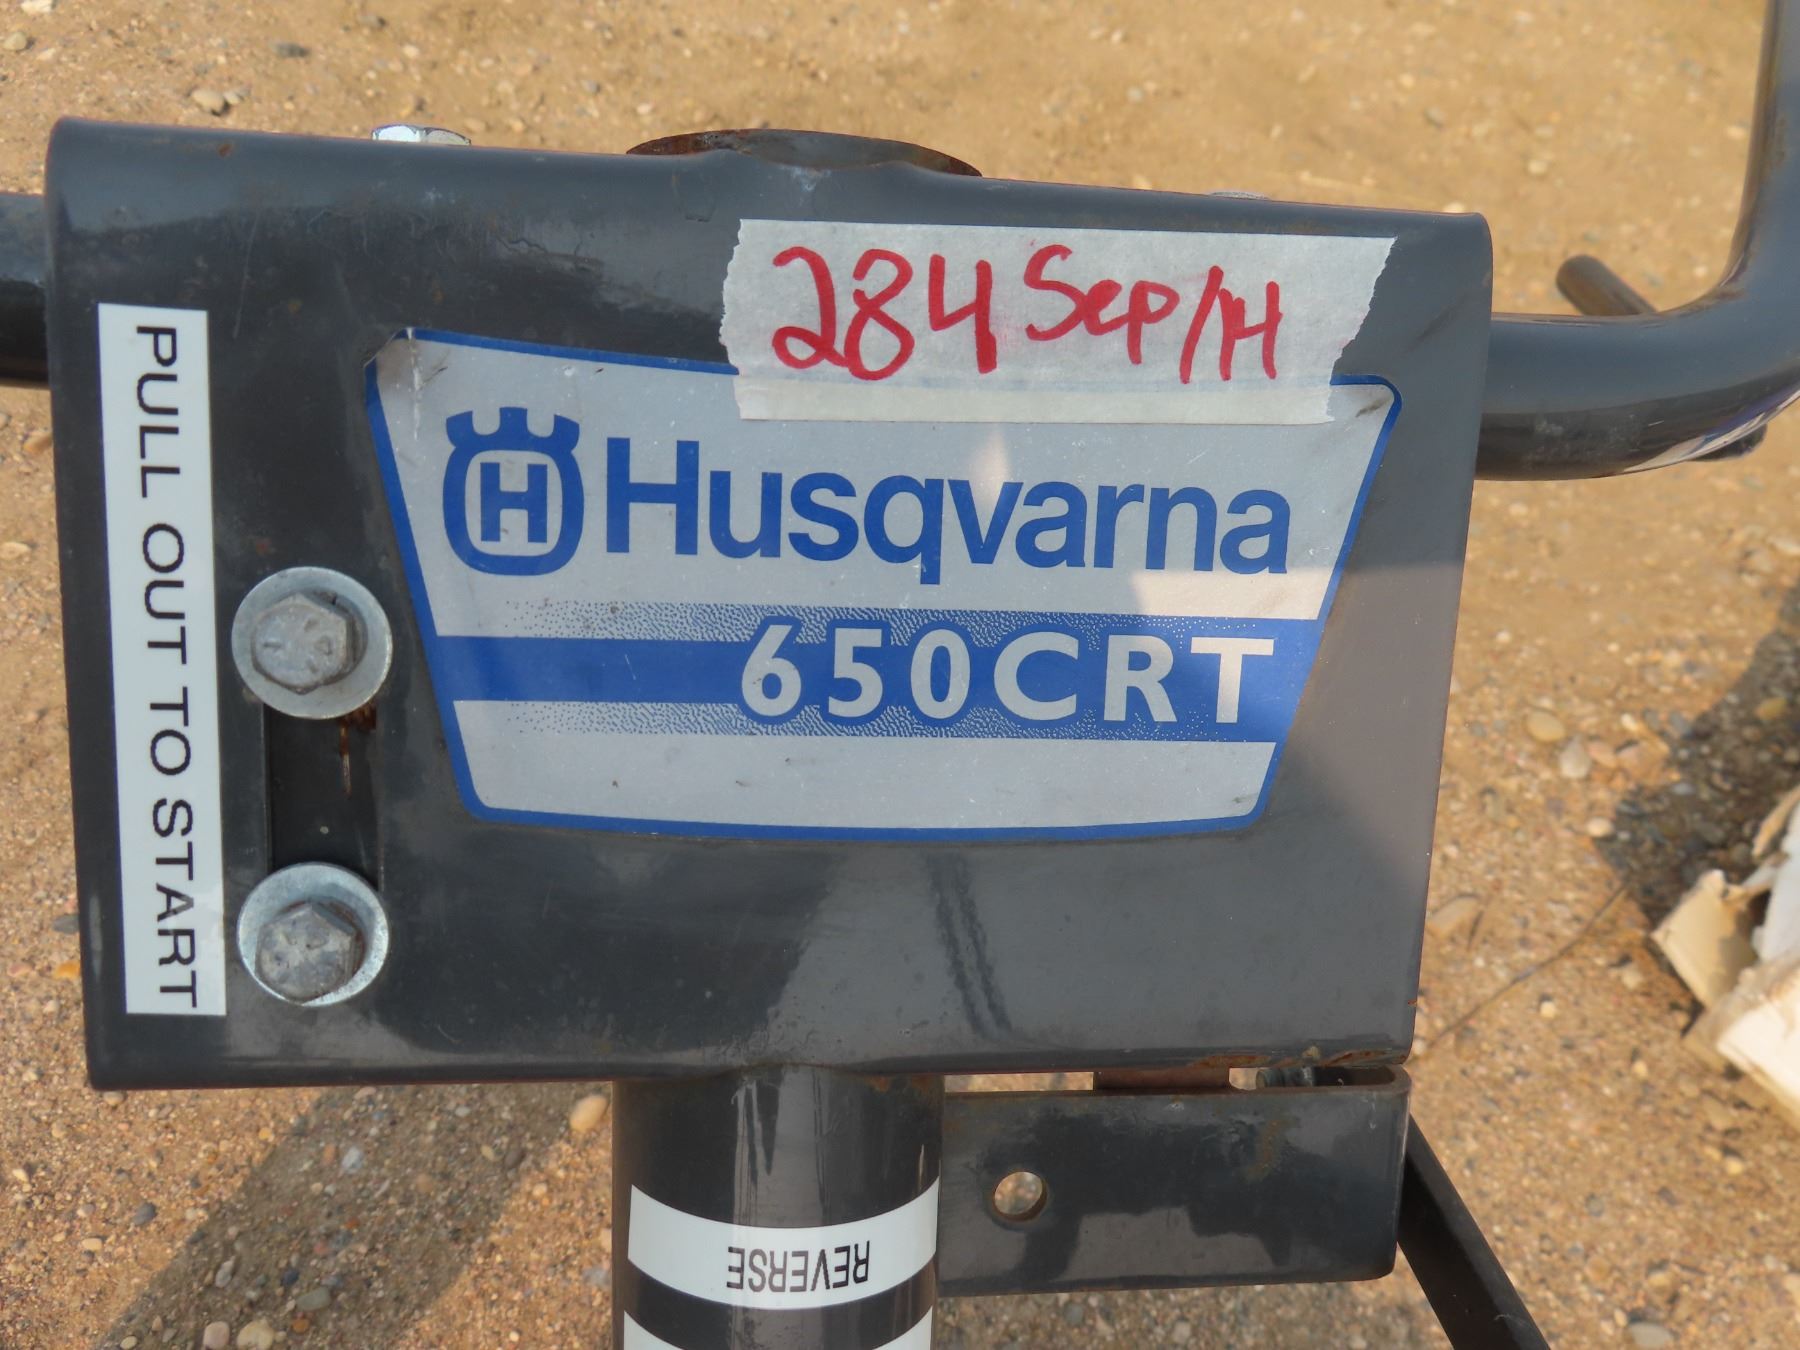 284 Sep/14
H Husqvarna
650CRT
PULL OUT TO START
REVERSE